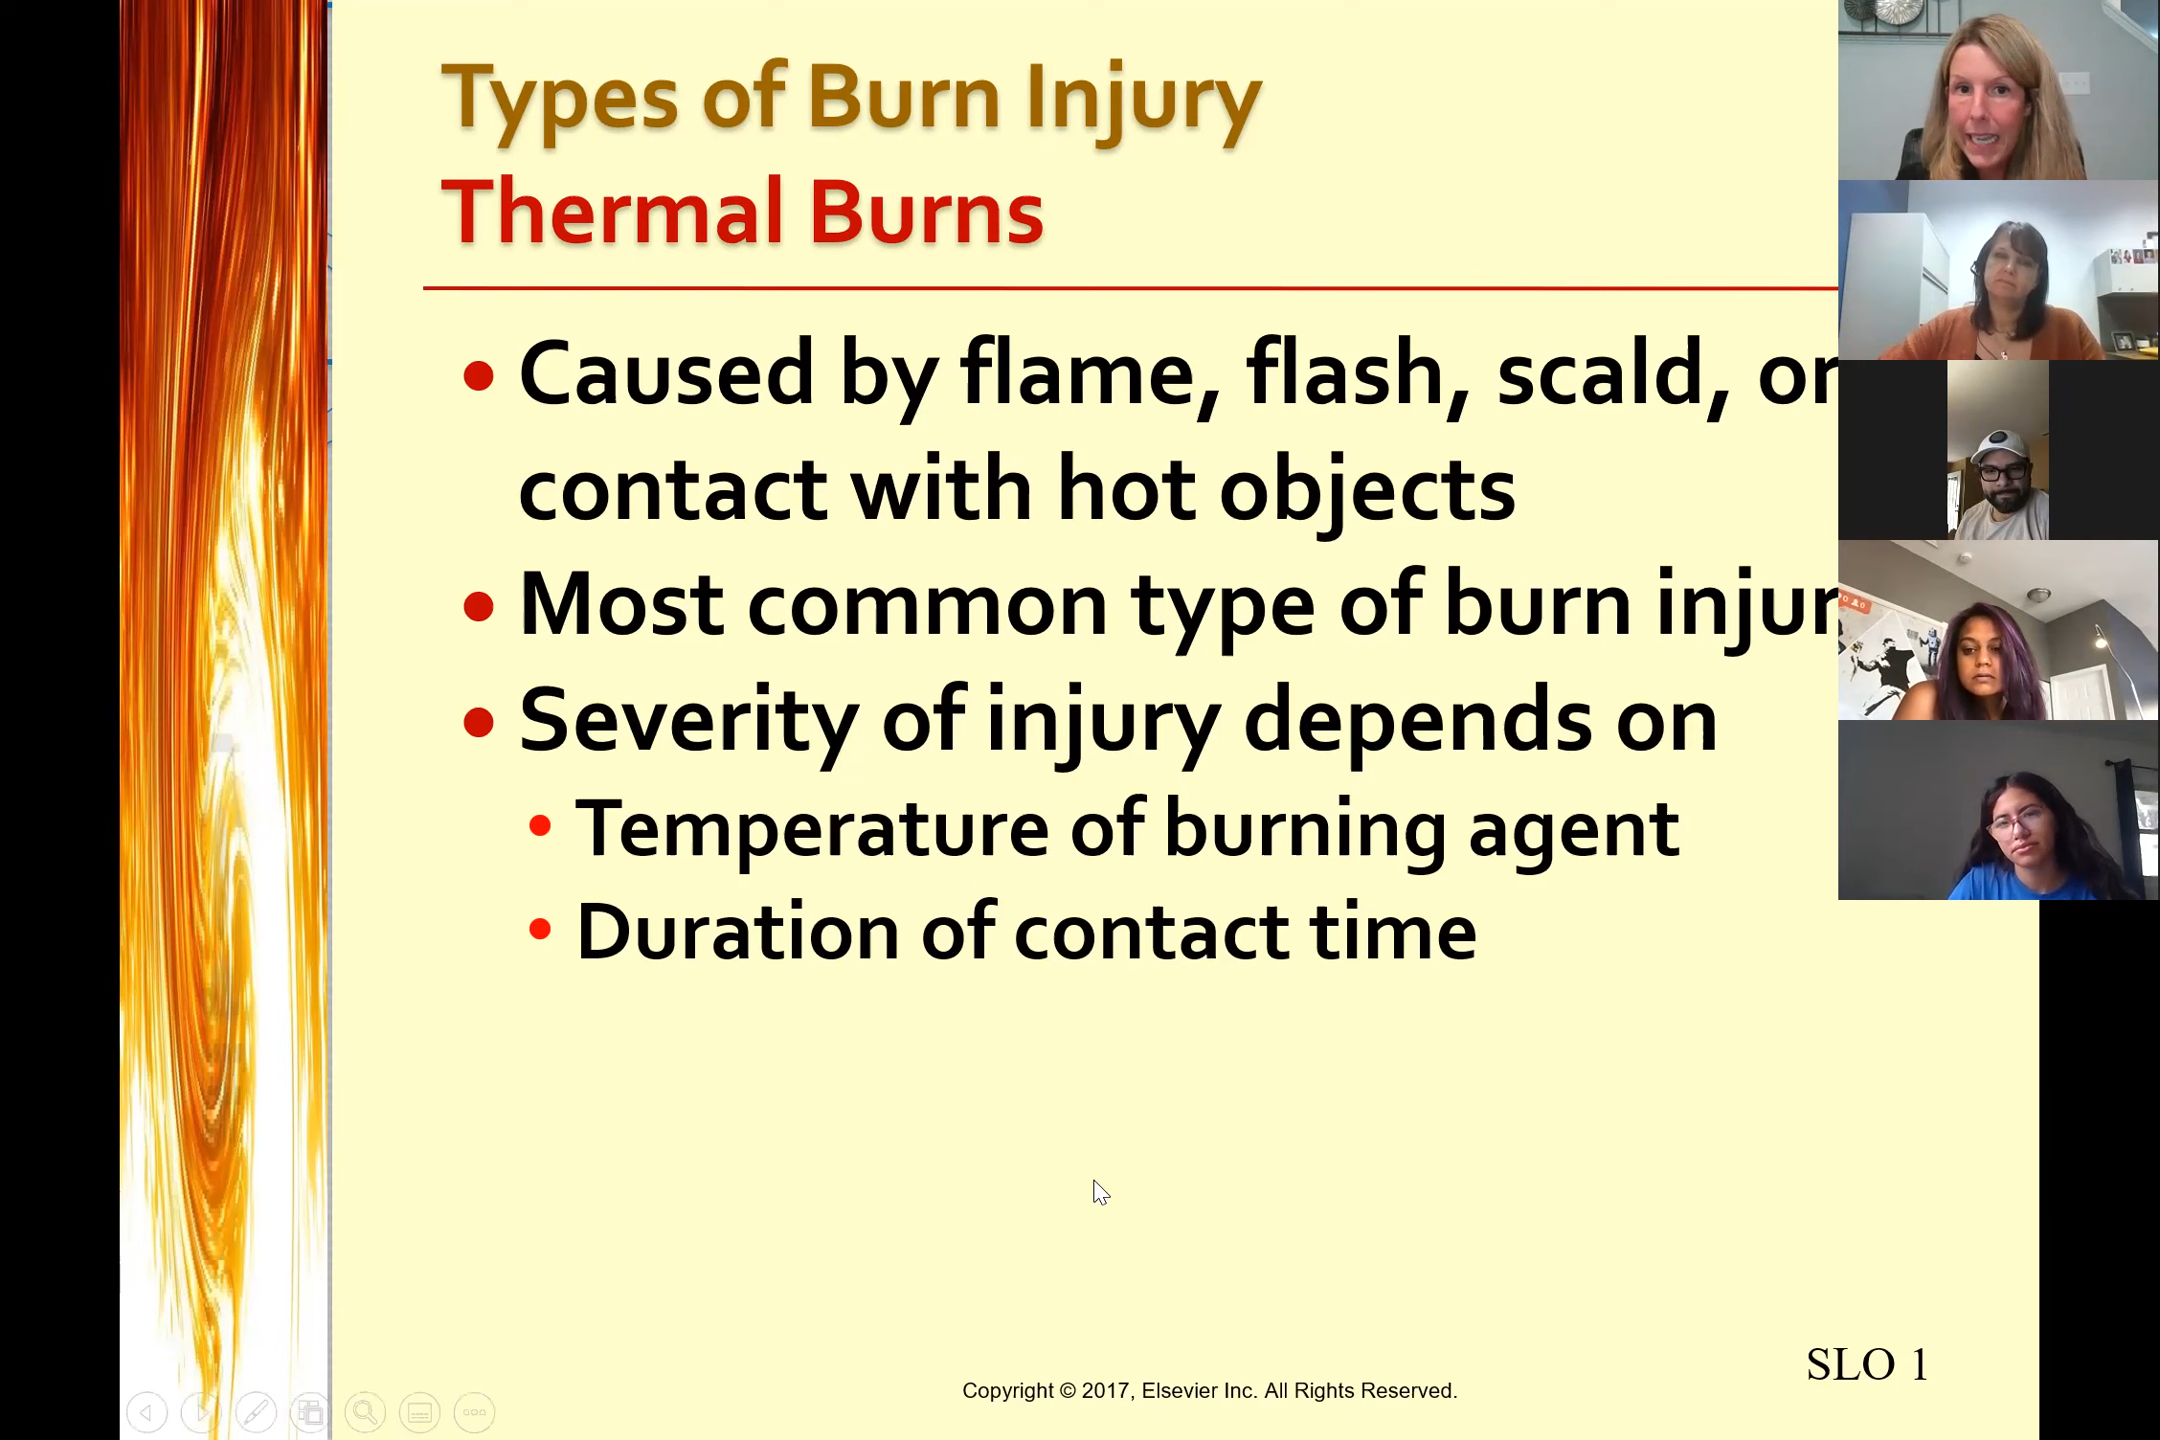 Types of Burn Injury
Thermal Burns
Caused by flame, flash, scald, or
contact with hot objects
Most common type of burn injur
Severity of injury depends on
Temperature of burning agent
Duration of contact time
Copyright © 2017, Elsevier Inc. All Rights Reserved.
SLO 1